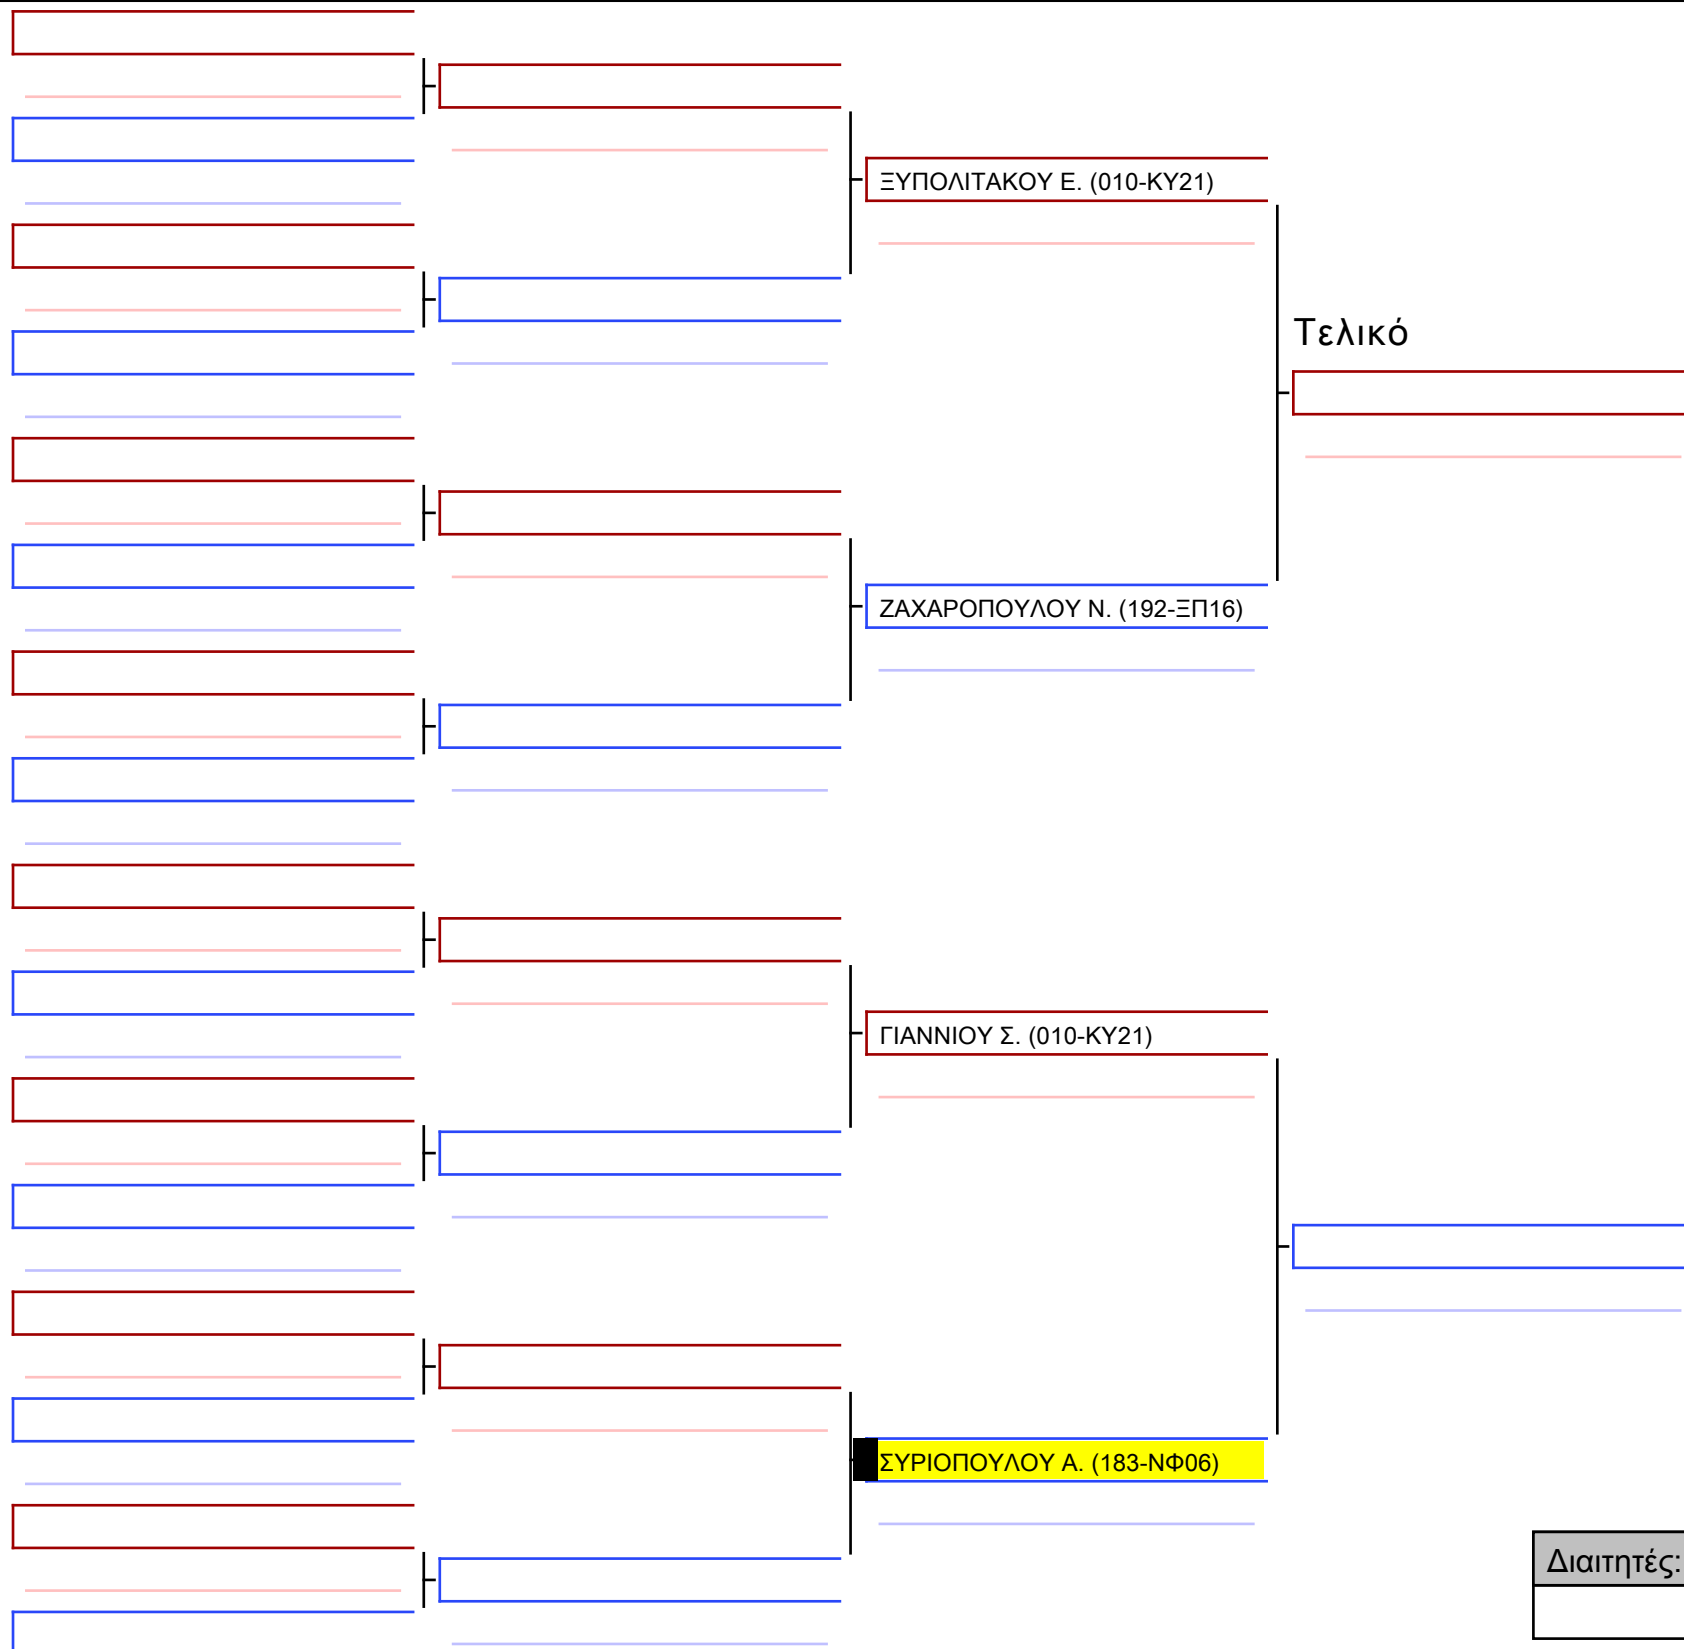 ΞΥΠΟΛΙΤΑΚΟΥ Ε. (010-ΚΥ21)
Τελικό
ΖΑΧΑΡΟΠΟΥΛΟΥ Ν. (192-ΞΠ16)
ΓΙΑΝΝΙΟΥ Σ. (010-ΚΥ21)
ΣΥΡΙΟΠΟΥΛΟΥ Α. (183-ΝΦ06)
Διαιτητές: